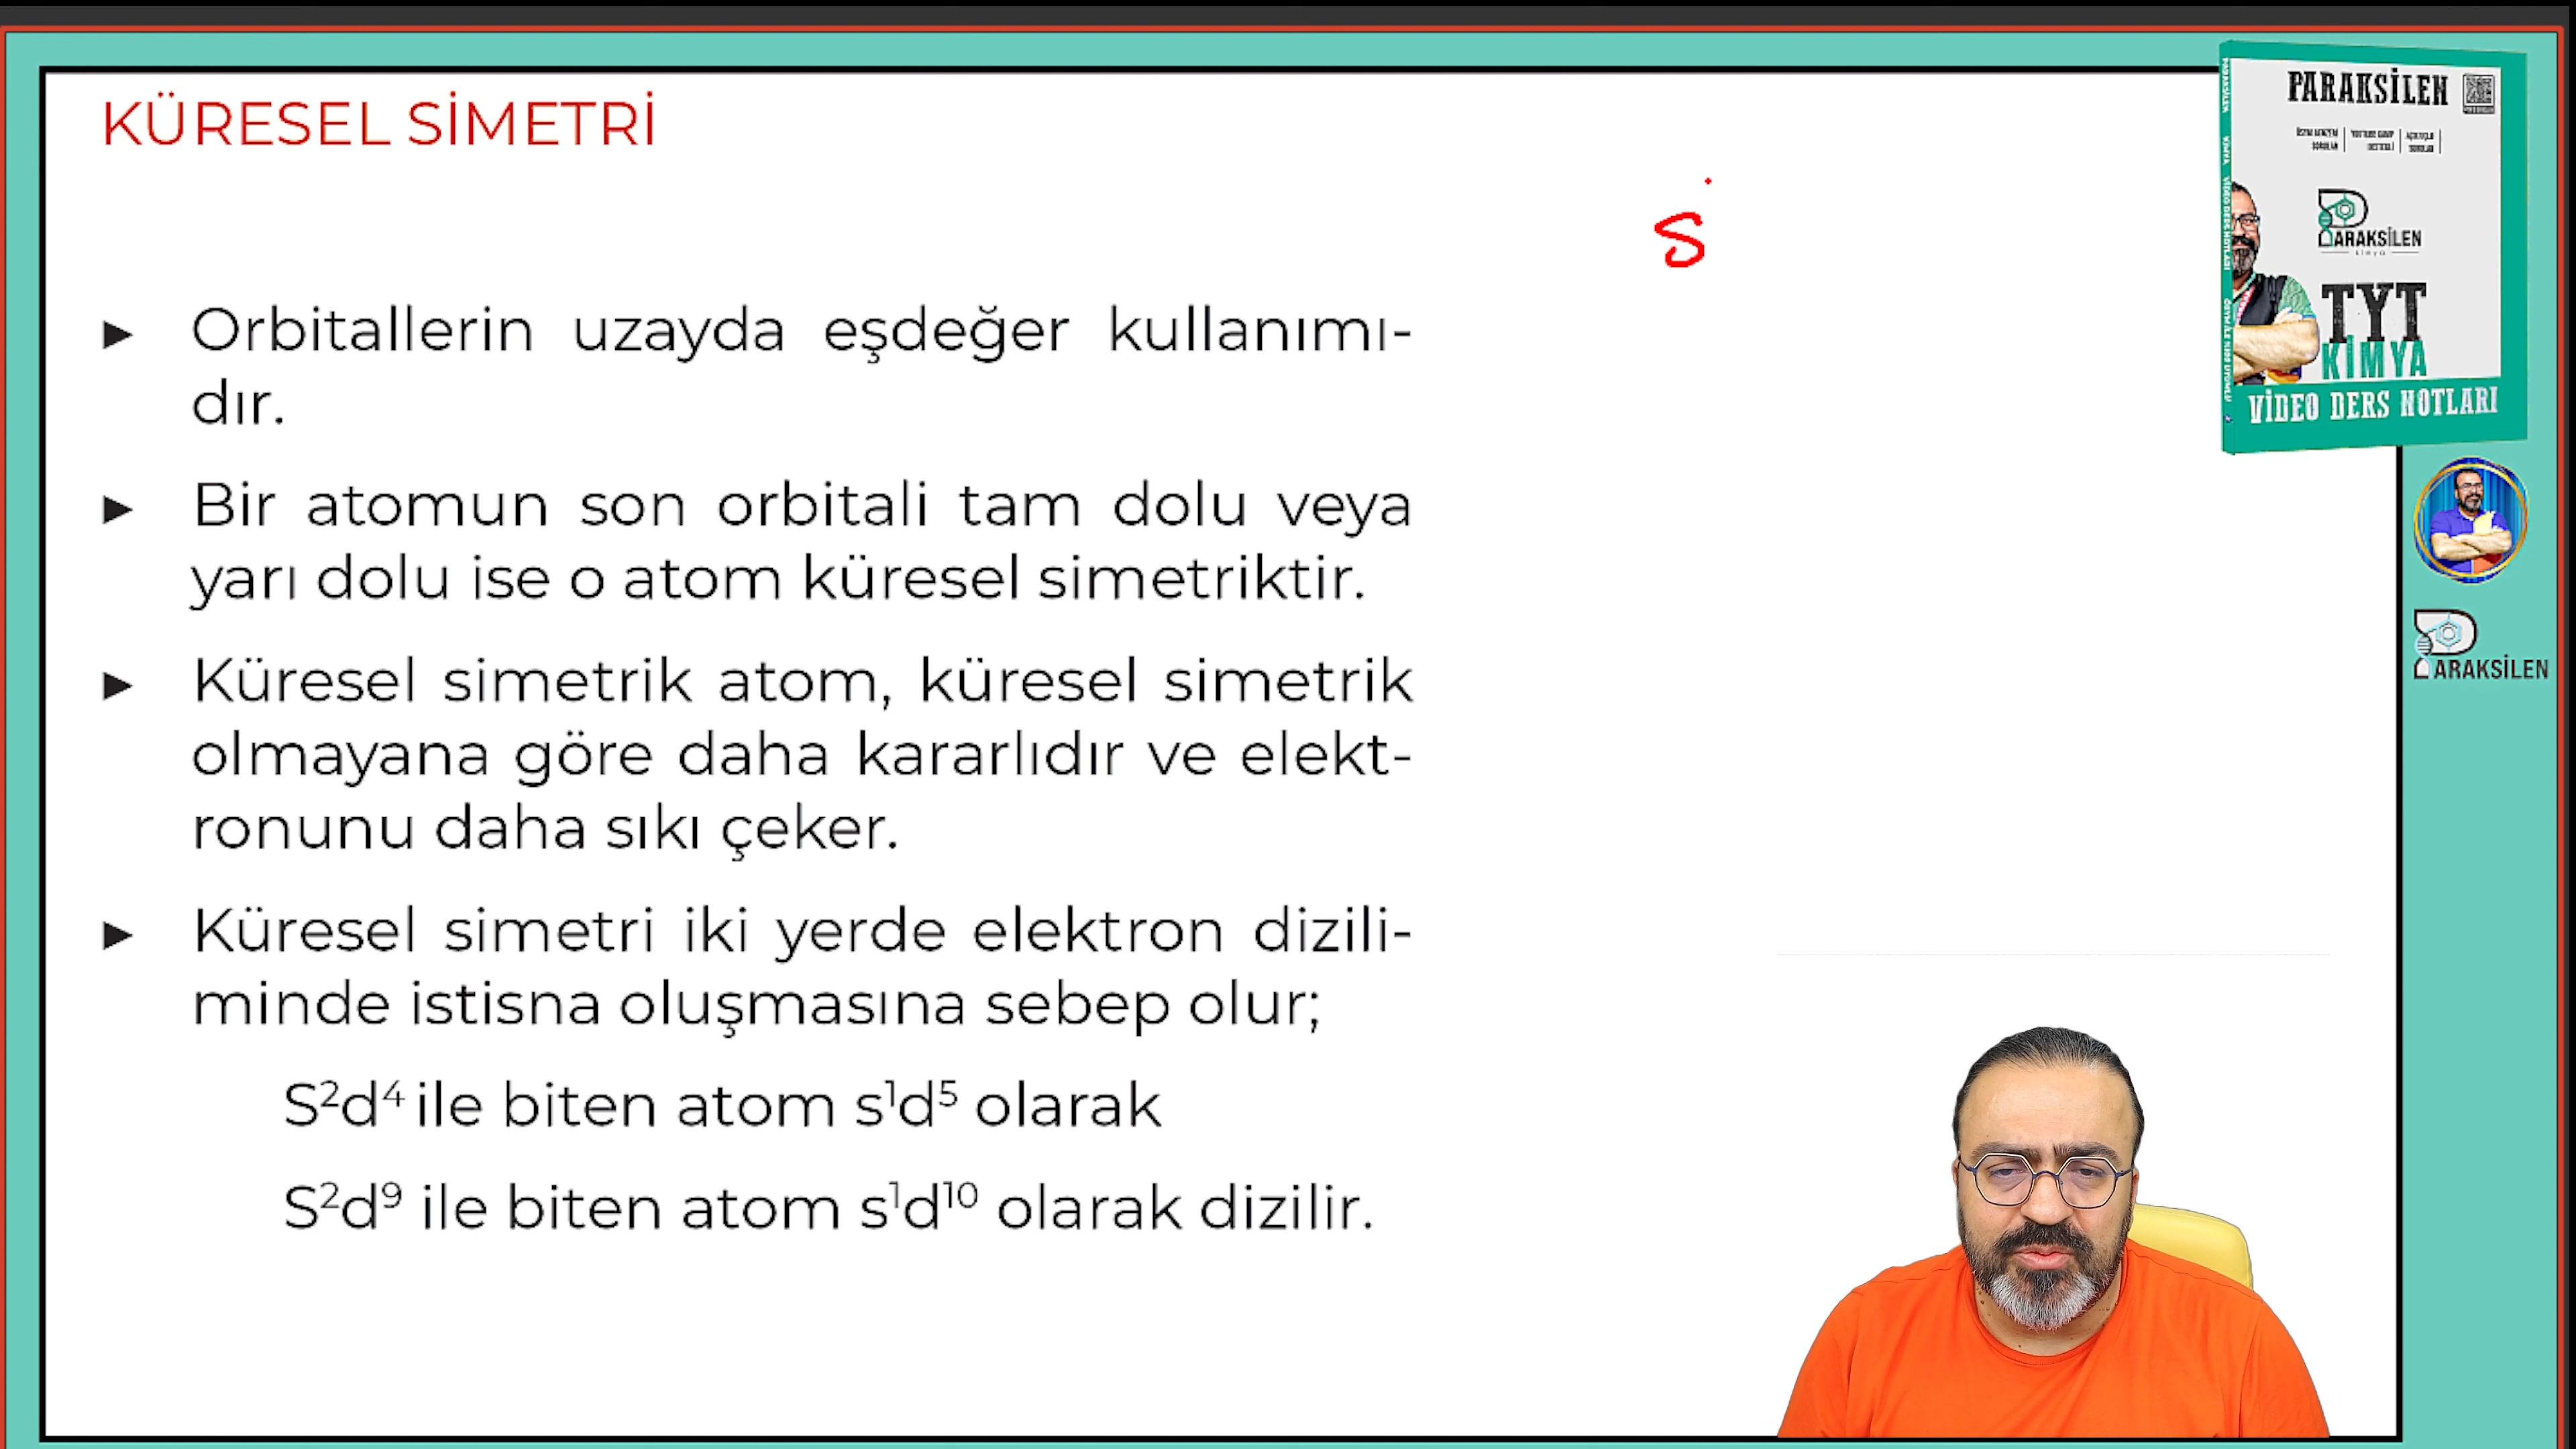 KÜRESEL SİMETRİ
S
Orbitallerin uzayda eşdeğer kullanımı-
dır.
Bir atomun son orbitali tam dolu veya
yarı dolu ise o atom küresel simetriktir.
Küresel simetrik atom, küresel simetrik
olmayana göre daha kararlıdır ve elekt-
ronunu daha sıkı çeker.
Küresel simetri iki yerde elektron dizili-
minde istisna oluşmasına sebep olur;
S²d⁴ ile biten atom s¹d⁵ olarak
S²d⁹ ile biten atom s¹d¹⁰ olarak dizilir.
PARAKSİLEN
PARAKSİLEN
kimya
TYT
KİMYA
VİDEO DERS NOTLARI
PARAKSİLEN